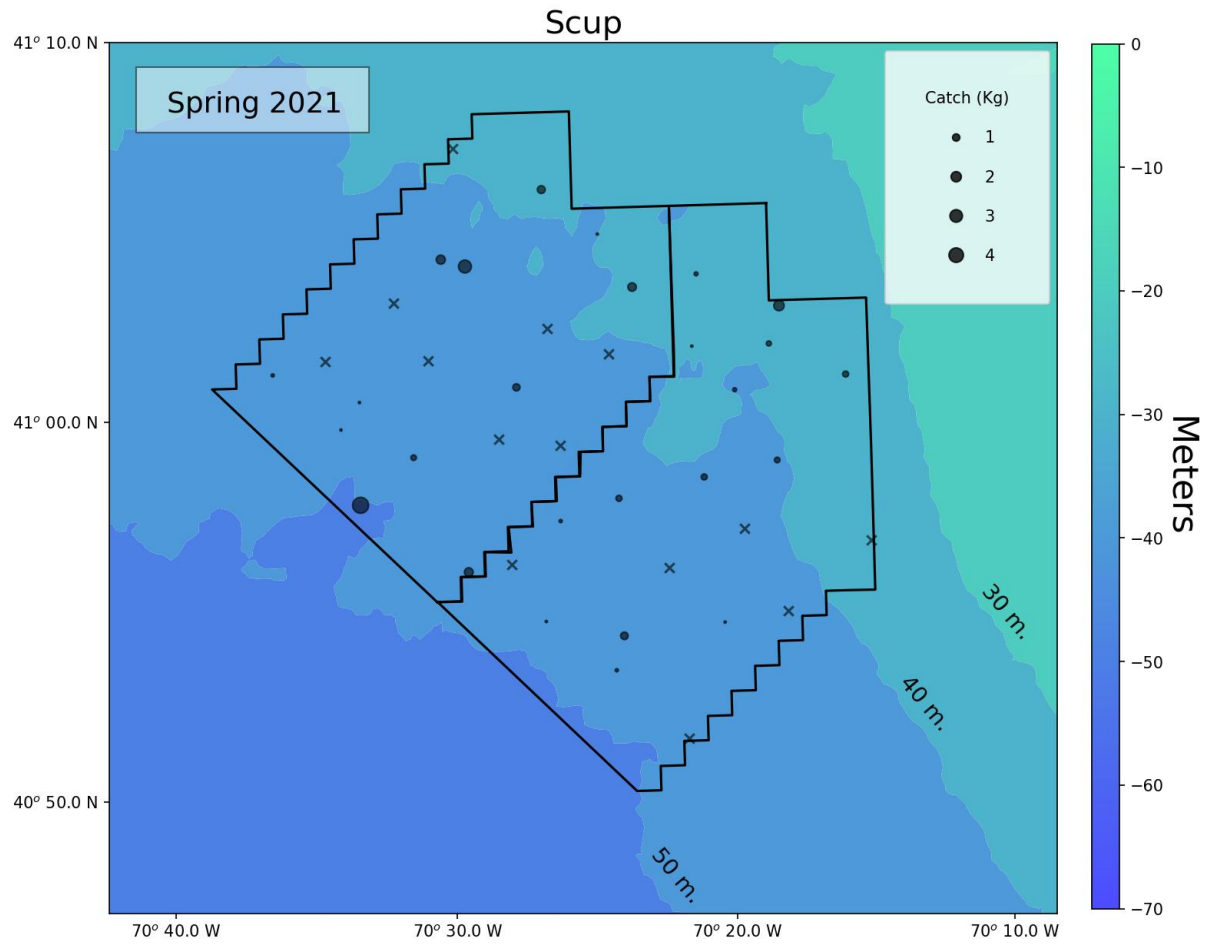 Scup
41° 10.0 N
41° 00.0 N
40° 50.0 N
Spring 2021
Catch (Kg)
1
2
3
4
30 m.
40 m.
50 m.
70° 40.0 W
70° 30.0 W
70° 20.0 W
70° 10.0 W
0
−10
−20
−30
−40
−50
−60
−70
Meters